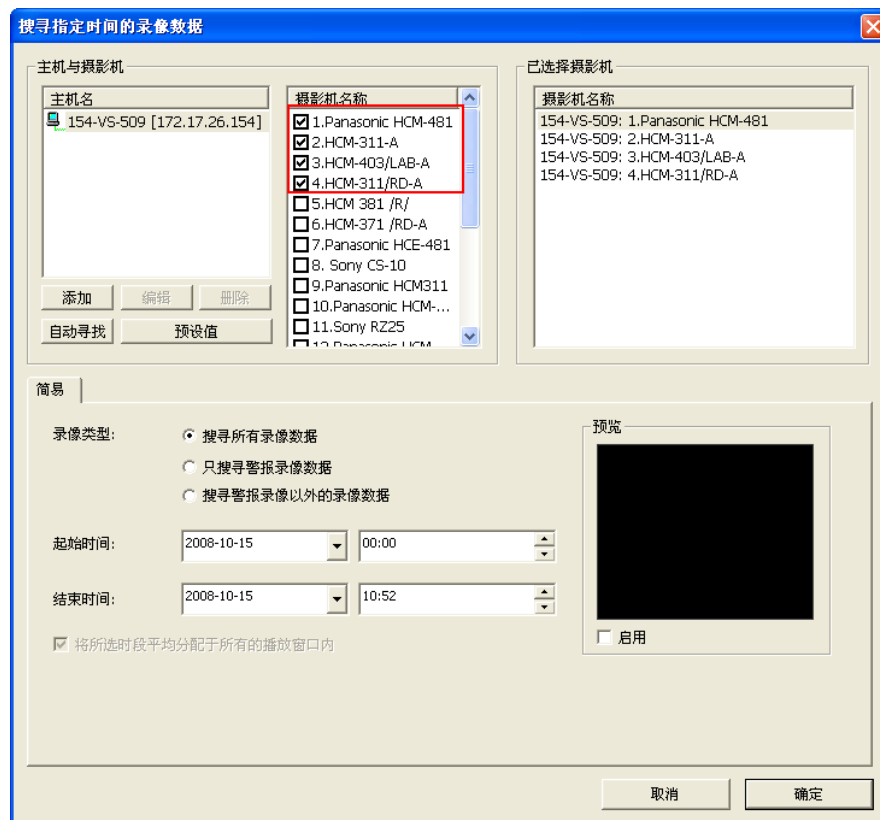 搜寻指定时间的录像数据
主机与摄影机
主机名
154-VS-509 [172.17.26.154]
添加
编辑
删除
自动寻找
预设值
摄影机名称
1.Panasonic HCM-481
2.HCM-311-A
3.HCM-403/LAB-A
4.HCM-311/RD-A
5.HCM 381 /R/
6.HCM-371 /RD-A
7.Panasonic HCE-481
8. Sony CS-10
9.Panasonic HCM311
10.Panasonic HCM-...
11.Sony RZ25
已选择摄影机
摄影机名称
154-VS-509: 1.Panasonic HCM-481
154-VS-509: 2.HCM-311-A
154-VS-509: 3.HCM-403/LAB-A
154-VS-509: 4.HCM-311/RD-A
简易
录像类型:
搜寻所有录像数据
只搜寻警报录像数据
搜寻警报录像以外的录像数据
起始时间:
2008-10-15
00:00
结束时间:
2008-10-15
10:52
将所选时段平均分配于所有的播放窗口内
预览
启用
取消
确定